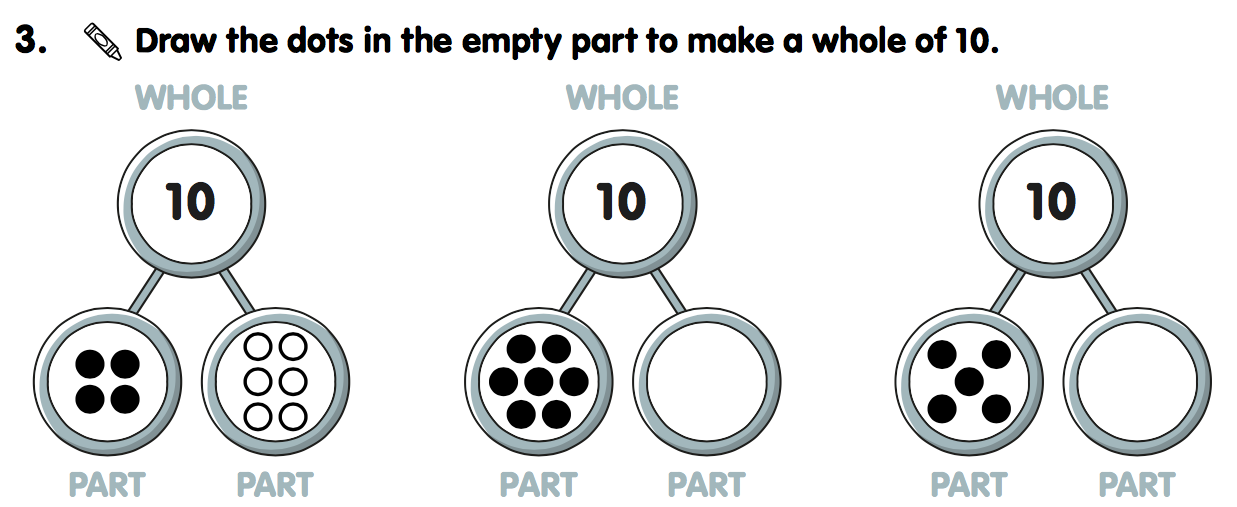 3. Draw the dots in the empty part to make a whole of 10.
WHOLE WHOLE WHOLE
10 10 10
PART PART PART PART PART PART